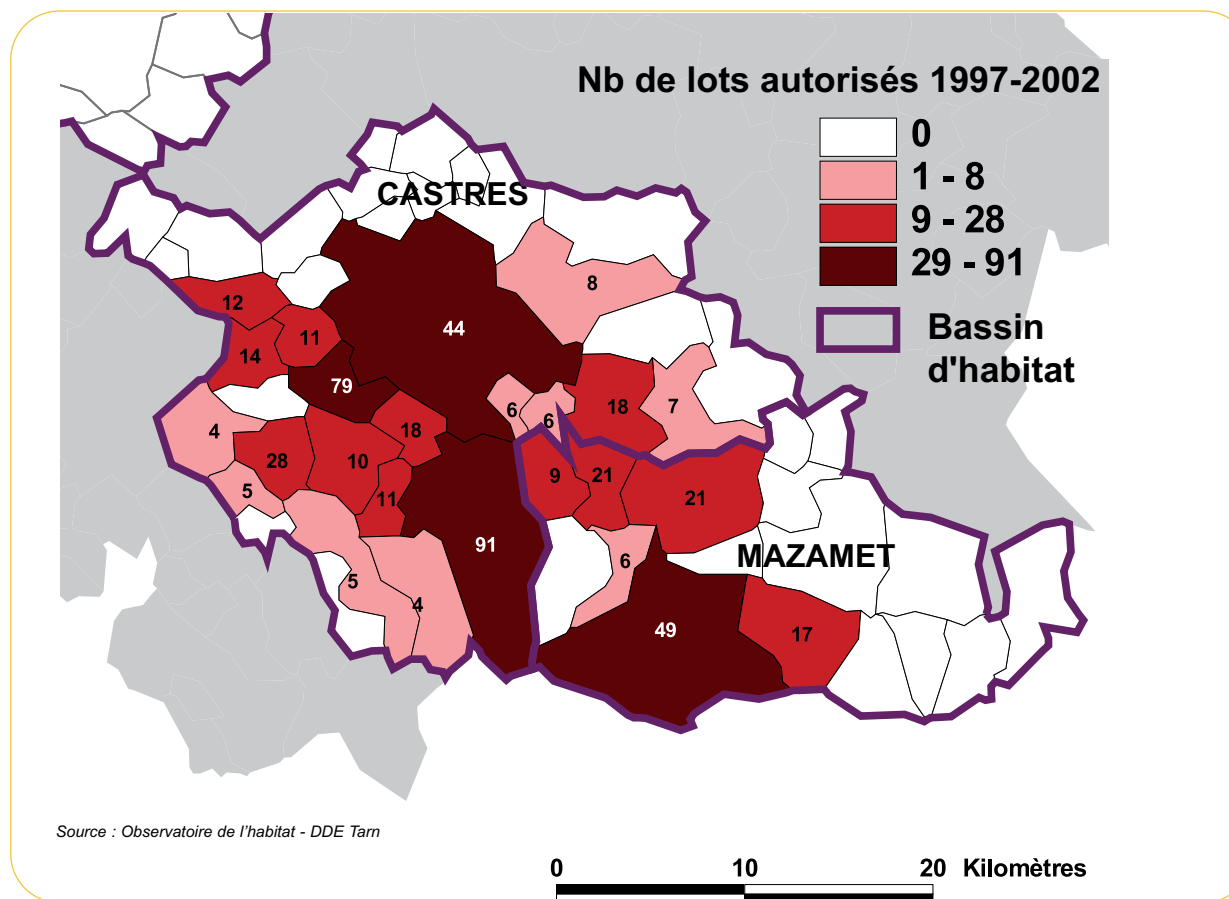 Nb de lots autorisés 1997-2002
0
1 - 8
9 - 28
29 - 91
Bassin
d'habitat
CASTRES
8
12
44
11
14
79
6
6
18
7
4
18
28
10
9
21
21
5
11
91
MAZAMET
6
5
4
49
17
Source : Observatoire de l'habitat - DDE Tarn
0 10 20 Kilomètres